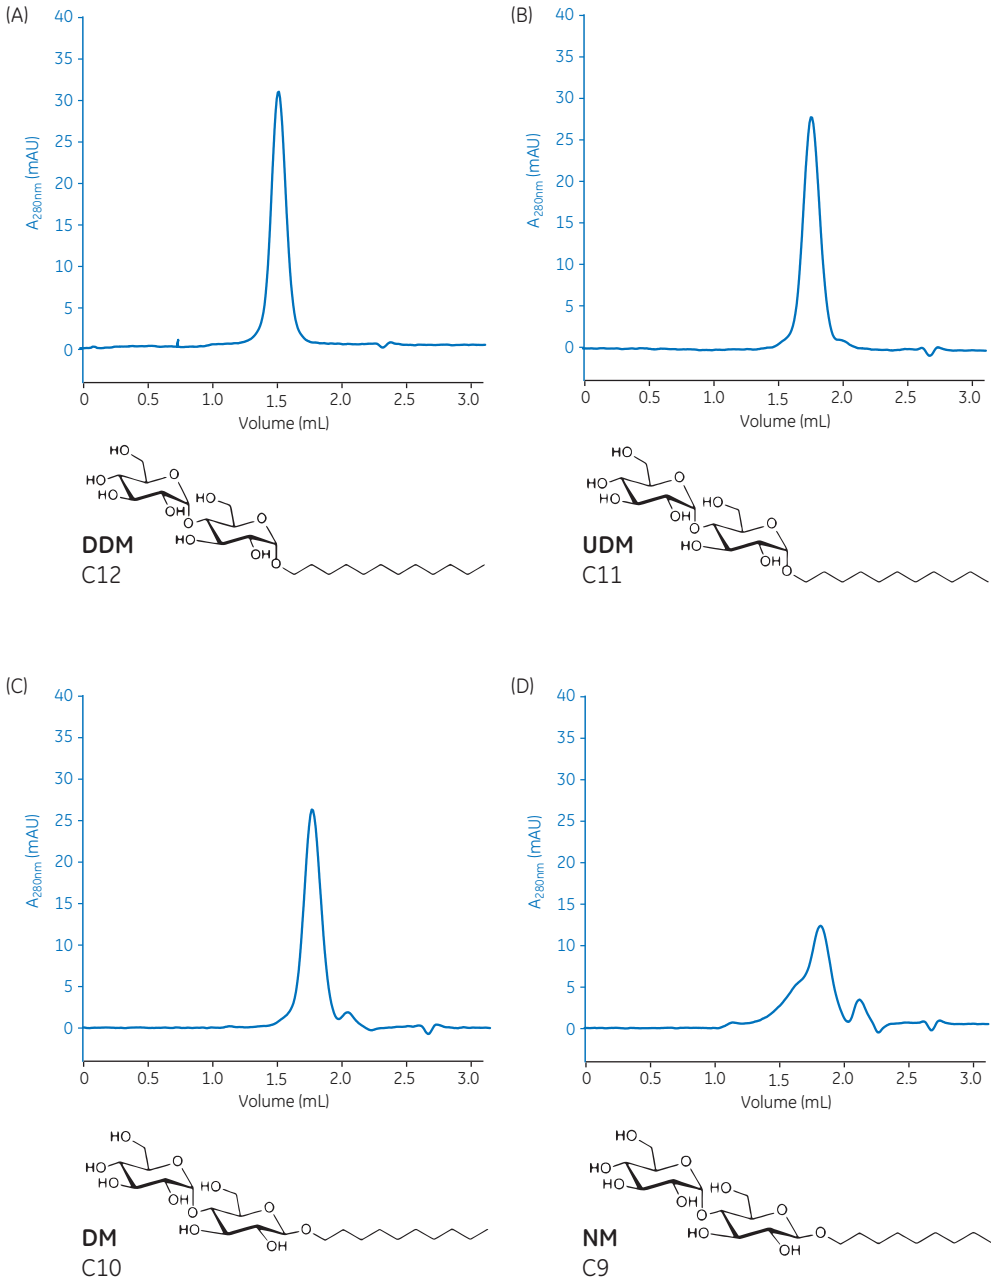 (A)
40
35
30
25
20
15
10
5
0
A280nm (mAU)
0 0.5 1.0 1.5 2.0 2.5 3.0
Volume (mL)
HO
HO
HO
O
OH
O
HO
O
HO
OH
O
DDM
C12
(B)
40
35
30
25
20
15
10
5
0
A280nm (mAU)
0 0.5 1.0 1.5 2.0 2.5 3.0
Volume (mL)
HO
HO
HO
O
OH
O
HO
O
HO
OH
O
UDM
C11
(C)
40
35
30
25
20
15
10
5
0
A280nm (mAU)
0 0.5 1.0 1.5 2.0 2.5 3.0
Volume (mL)
HO
HO
HO
O
OH
O
HO
O
HO
OH
O
DM
C10
(D)
40
35
30
25
20
15
10
5
0
A280nm (mAU)
0 0.5 1.0 1.5 2.0 2.5 3.0
Volume (mL)
HO
HO
HO
O
OH
O
HO
O
HO
OH
O
NM
C9